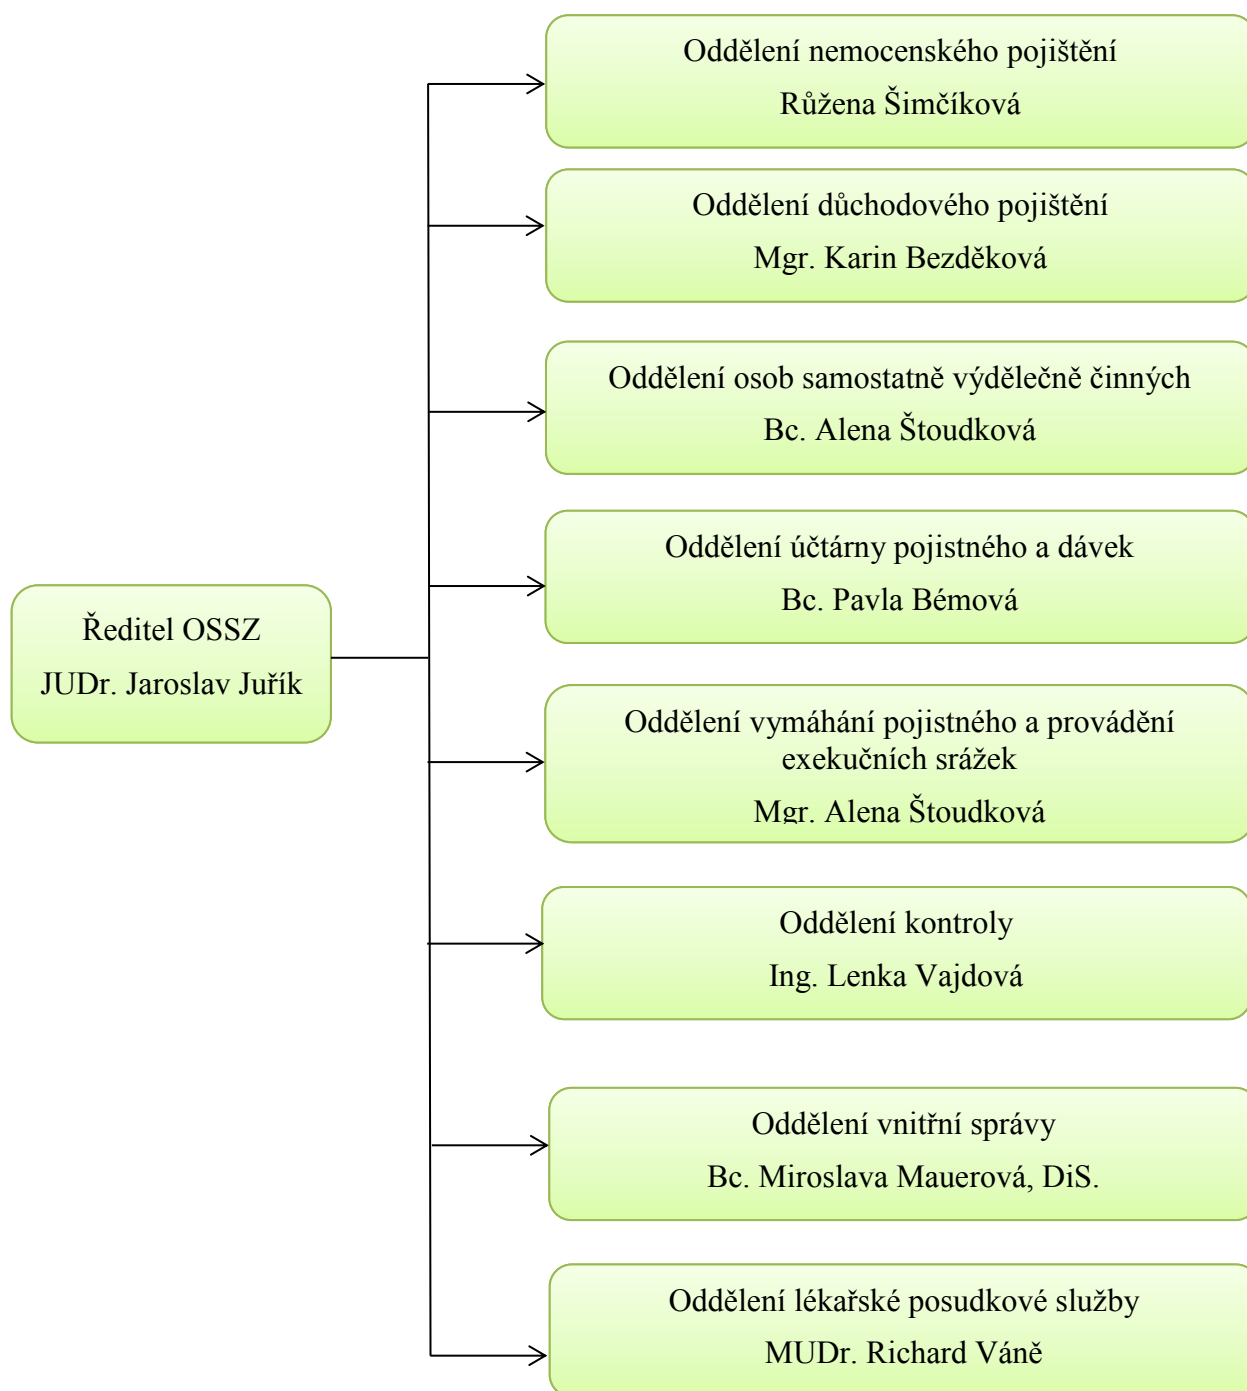 Oddělení nemocenského pojištění
Růžena Šimčíková
Oddělení důchodového pojištění
Mgr. Karin Bezděková
Oddělení osob samostatně výdělečně činných
Bc. Alena Štoudková
Oddělení účtárny pojistného a dávek
Bc. Pavla Bémová
Ředitel OSSZ
JUDr. Jaroslav Juřík
Oddělení vymáhání pojistného a provádění
exekučních srážek
Mgr. Alena Štoudková
Oddělení kontroly
Ing. Lenka Vajdová
Oddělení vnitřní správy
Bc. Miroslava Mauerová, DiS.
Oddělení lékařské posudkové služby
MUDr. Richard Váně